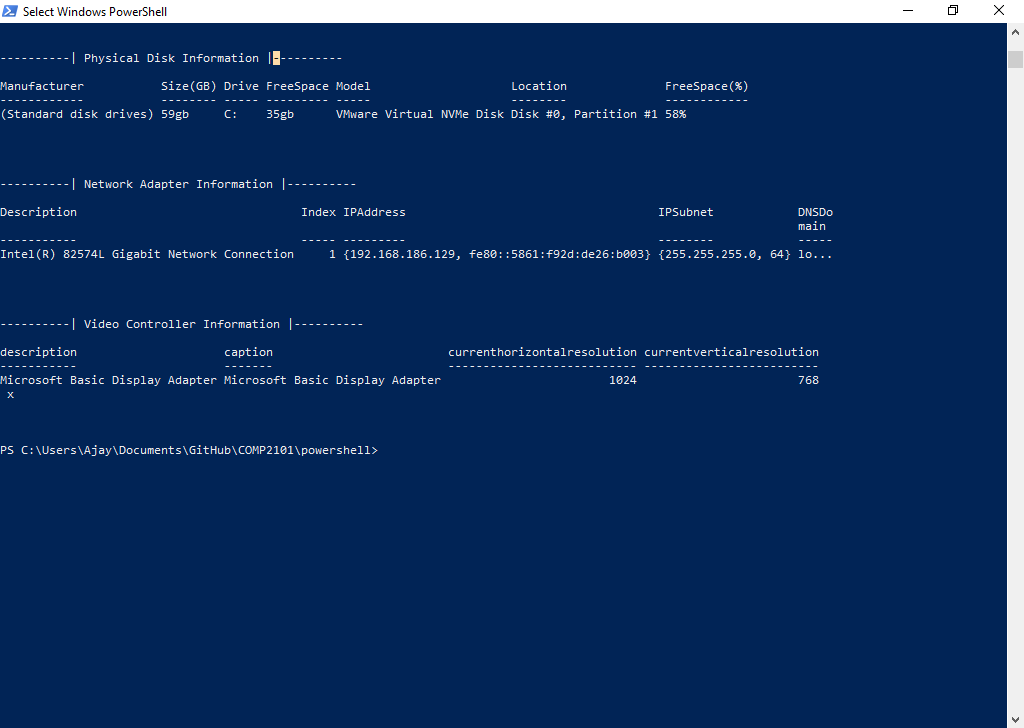 Select Windows PowerShell
----------| Physical Disk Information |----------
Manufacturer           Size(GB) Drive FreeSpace Model                    Location              FreeSpace(%)
------------           -------- ----- --------- -----                    --------              ------------
(Standard disk drives) 59gb     C:    35gb      VMware Virtual NVMe Disk Disk #0, Partition #1 58%
----------| Network Adapter Information |----------
Description                                Index IPAddress                                    IPSubnet            DNSDo
                                                                                                                  main
-----------                                ----- ---------                                    --------            -----
Intel(R) 82574L Gigabit Network Connection     1 {192.168.186.129, fe80::5861:f92d:de26:b003} {255.255.255.0, 64} lo...
----------| Video Controller Information |----------
description                     caption                         currenthorizontalresolution currentverticalresolution
-----------                     -------                         --------------------------- -------------------------
Microsoft Basic Display Adapter Microsoft Basic Display Adapter                        1024                       768
 x
PS C:\Users\Ajay\Documents\GitHub\COMP2101\powershell>